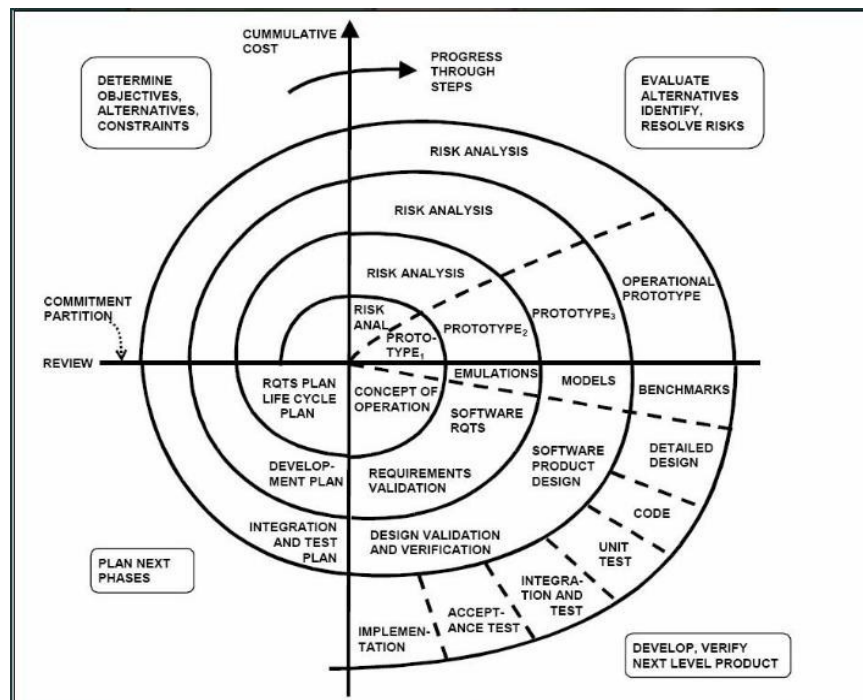 CUMMULATIVE
COST
PROGRESS
THROUGH
STEPS
DETERMINE
OBJECTIVES,
ALTERNATIVES,
CONSTRAINTS
EVALUATE
ALTERNATIVES
IDENTIFY,
RESOLVE RISKS
RISK ANALYSIS
RISK ANALYSIS
RISK ANALYSIS
RISK
ANAL.
PROTO-
TYPE1
PROTOTYPE2
PROTOTYPE3
OPERATIONAL
PROTOTYPE
COMMITMENT
PARTITION
REVIEW
EMULATIONS
MODELS
BENCHMARKS
RQTS PLAN
LIFE CYCLE
PLAN
CONCEPT OF
OPERATION
SOFTWARE
RQTS
SOFTWARE
PRODUCT
DESIGN
DETAILED
DESIGN
DEVELOP-
MENT PLAN
REQUIREMENTS
VALIDATION
CODE
INTEGRATION
AND TEST
PLAN
DESIGN VALIDATION
AND VERIFICATION
UNIT
TEST
INTEGRA-
TION AND
TEST
ACCEPT-
ANCE TEST
IMPLEMEN-
TATION
PLAN NEXT
PHASES
DEVELOP, VERIFY
NEXT LEVEL PRODUCT